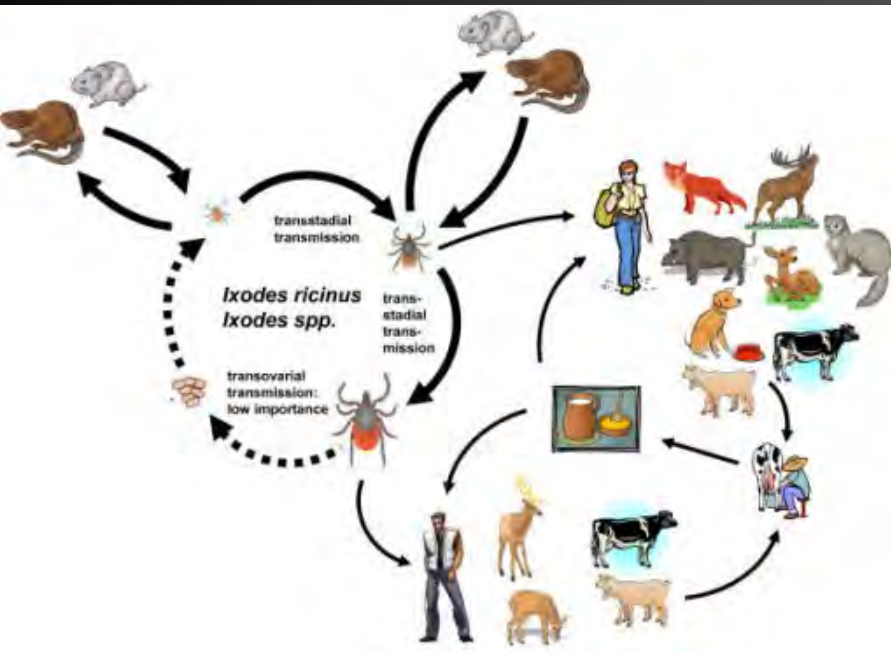 transstadial
transmission
Ixodes ricinus
Ixodes spp.
trans-
stadial
trans-
mission
transovarial
transmission:
low importance